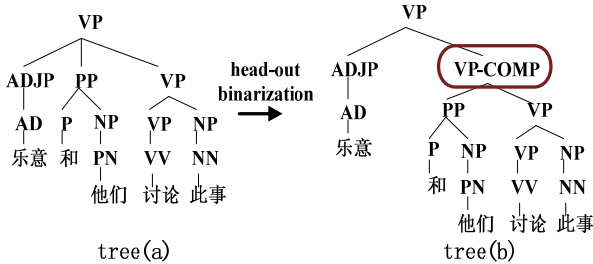 VP
VP
ADJP PP VP
head-out
binarization
ADJP VP-COMP
AD P NP VP NP
AD PP VP
乐意 和 PN VV NN
乐意 P NP VP NP
他们 讨论 此事
和 PN VV NN
他们 讨论 此事
tree(a)
tree(b)